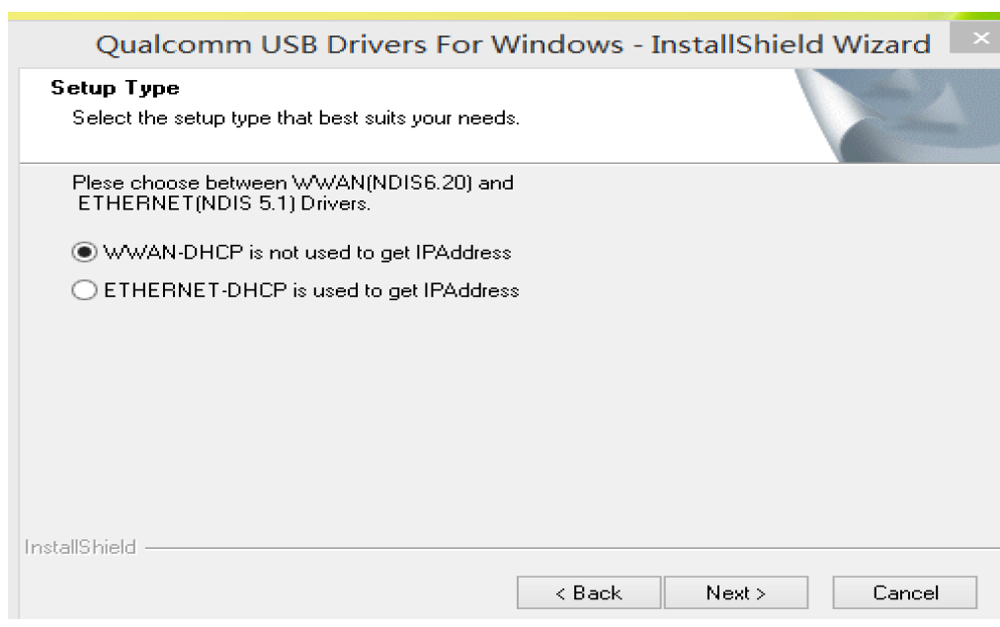 Qualcomm USB Drivers For Windows - InstallShield Wizard
Setup Type
Select the setup type that best suits your needs.
Plese choose between WWAN(NDIS6.20) and
ETHERNET(NDIS 5.1) Drivers.
WWAN-DHCP is not used to get IPAddress
ETHERNET-DHCP is used to get IPAddress
InstallShield
< Back
Next >
Cancel